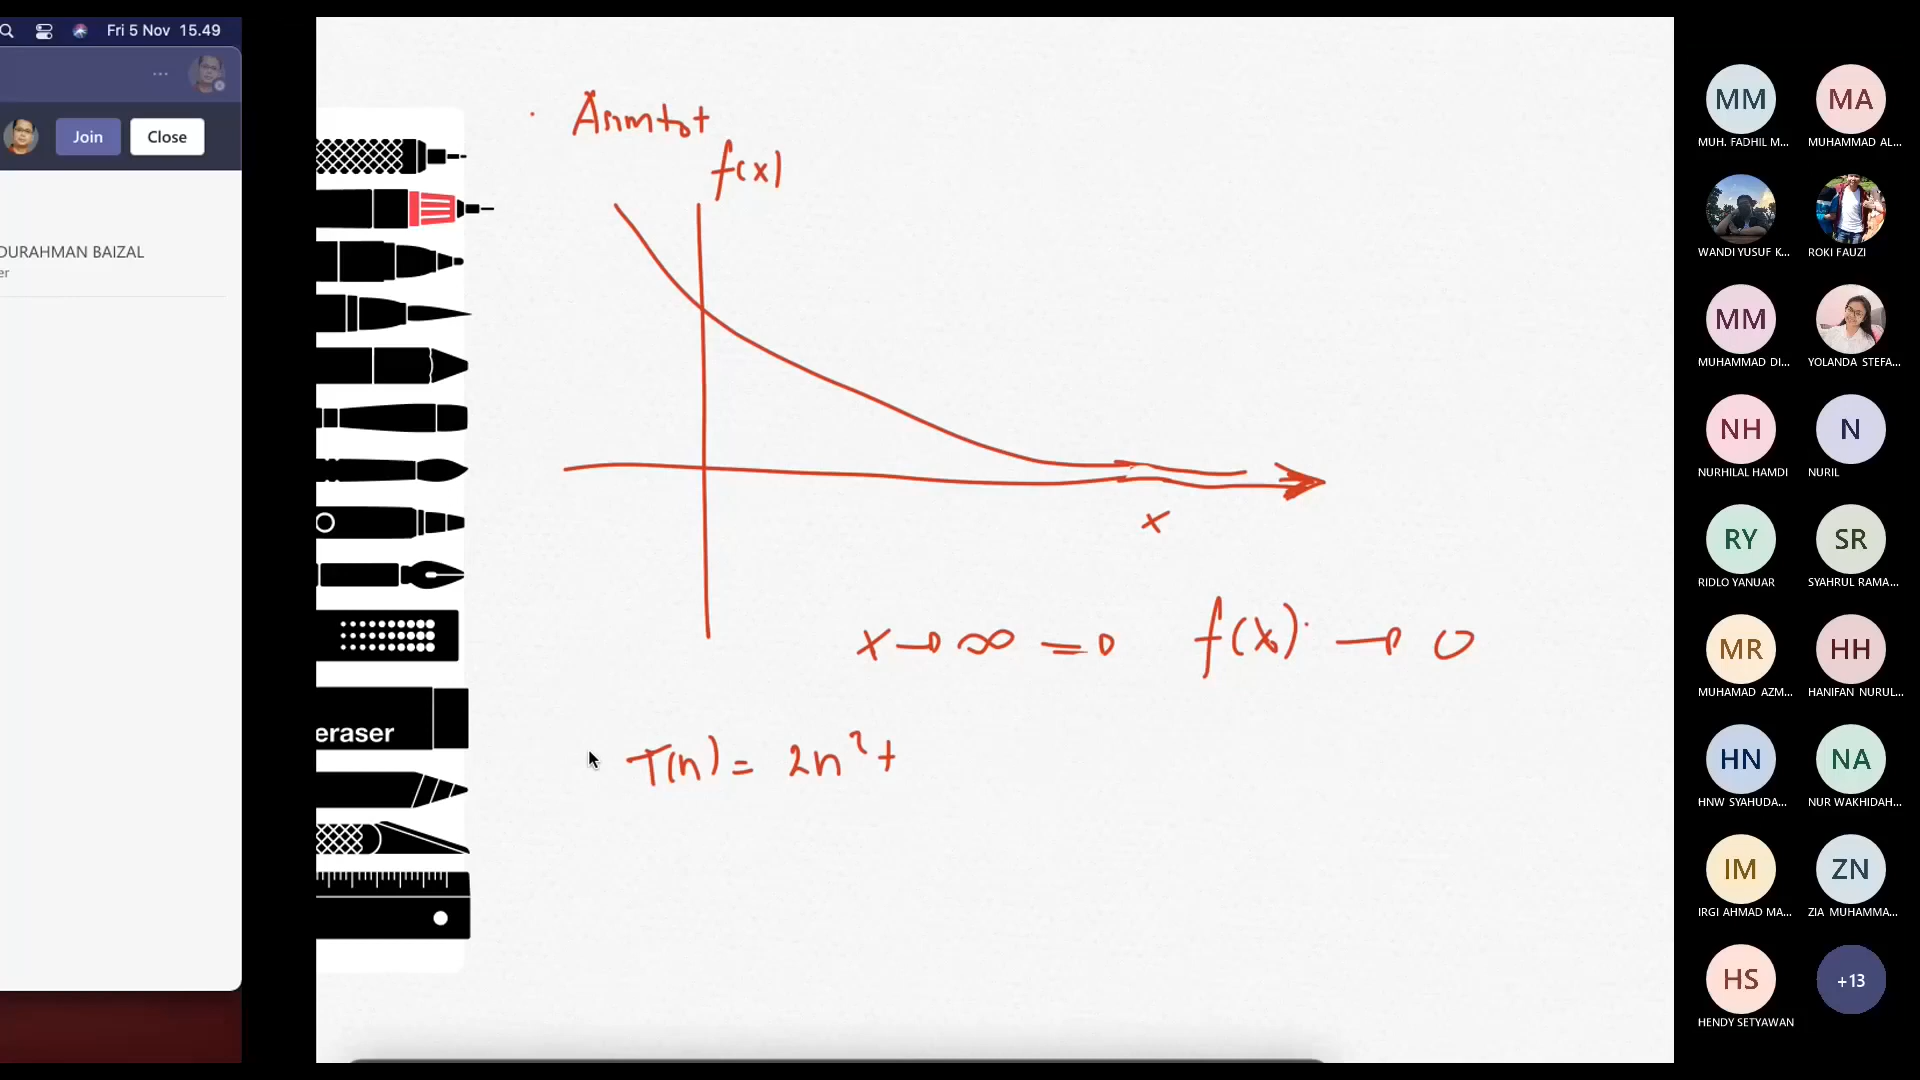 Fri 5 Nov 15.49
Join
Close
DURAHMAN BAIZAL
er
eraser
Asimtot
f(x)
x
x → ∞ ⇒ f(x) → 0
T(n) = 2n² +
MM
MUH. FADHIL M...
MA
MUHAMMAD AL...
WANDI YUSUF K...
ROKI FAUZI
MM
MUHAMMAD DI...
YOLANDA STEFA...
NH
NURHILAL HAMDI
N
NURIL
RY
RIDLO YANUAR
SR
SYAHRUL RAMA...
MR
MUHAMAD AZM...
HH
HANIFAN NURUL...
HN
HNW SYAHUDA...
NA
NUR WAKHIDAH...
IM
IRGI AHMAD MA...
ZN
ZIA MUHAMMA...
HS
HENDY SETYAWAN
+13